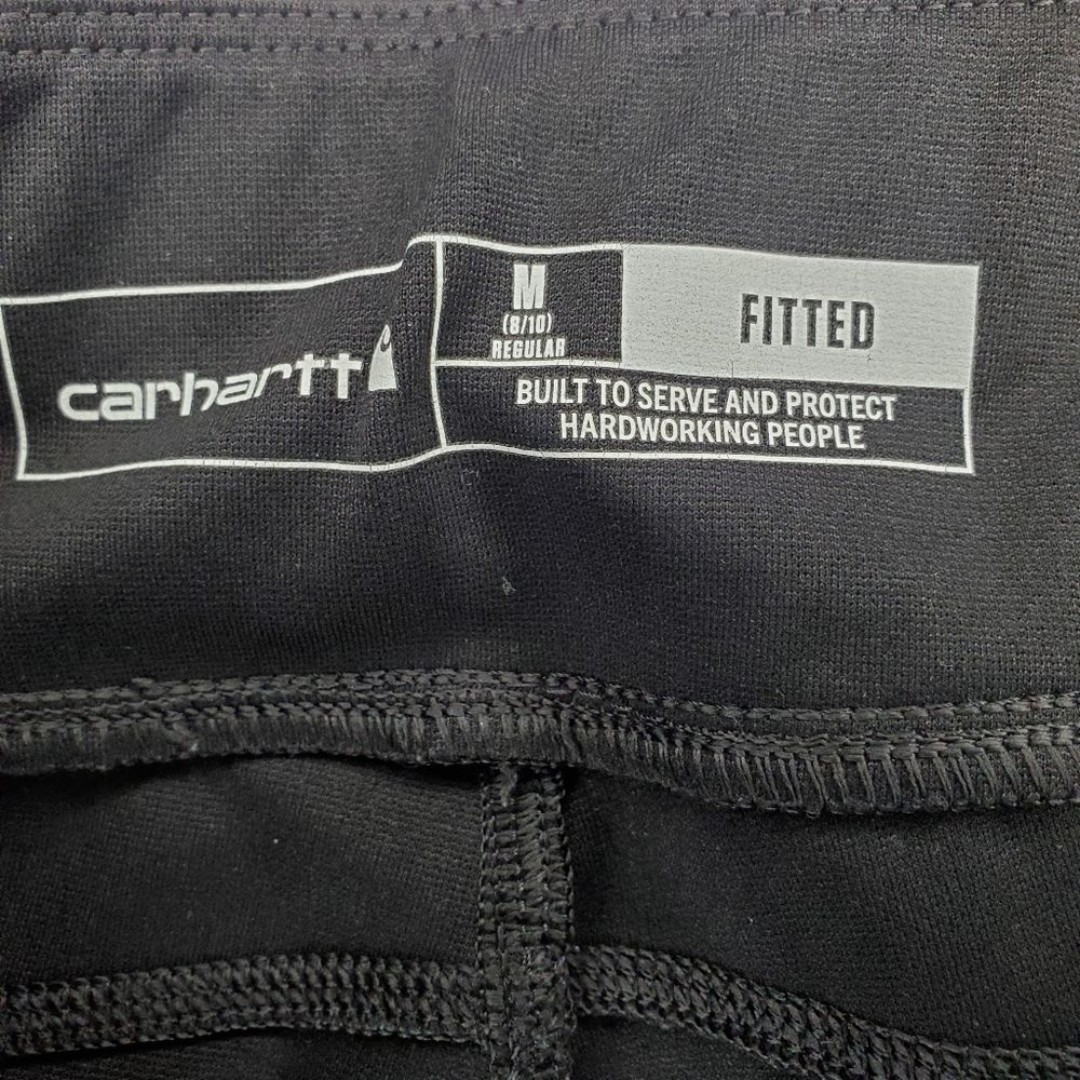 carhartt
M
(8/10)
REGULAR
FITTED
BUILT TO SERVE AND PROTECT
HARDWORKING PEOPLE